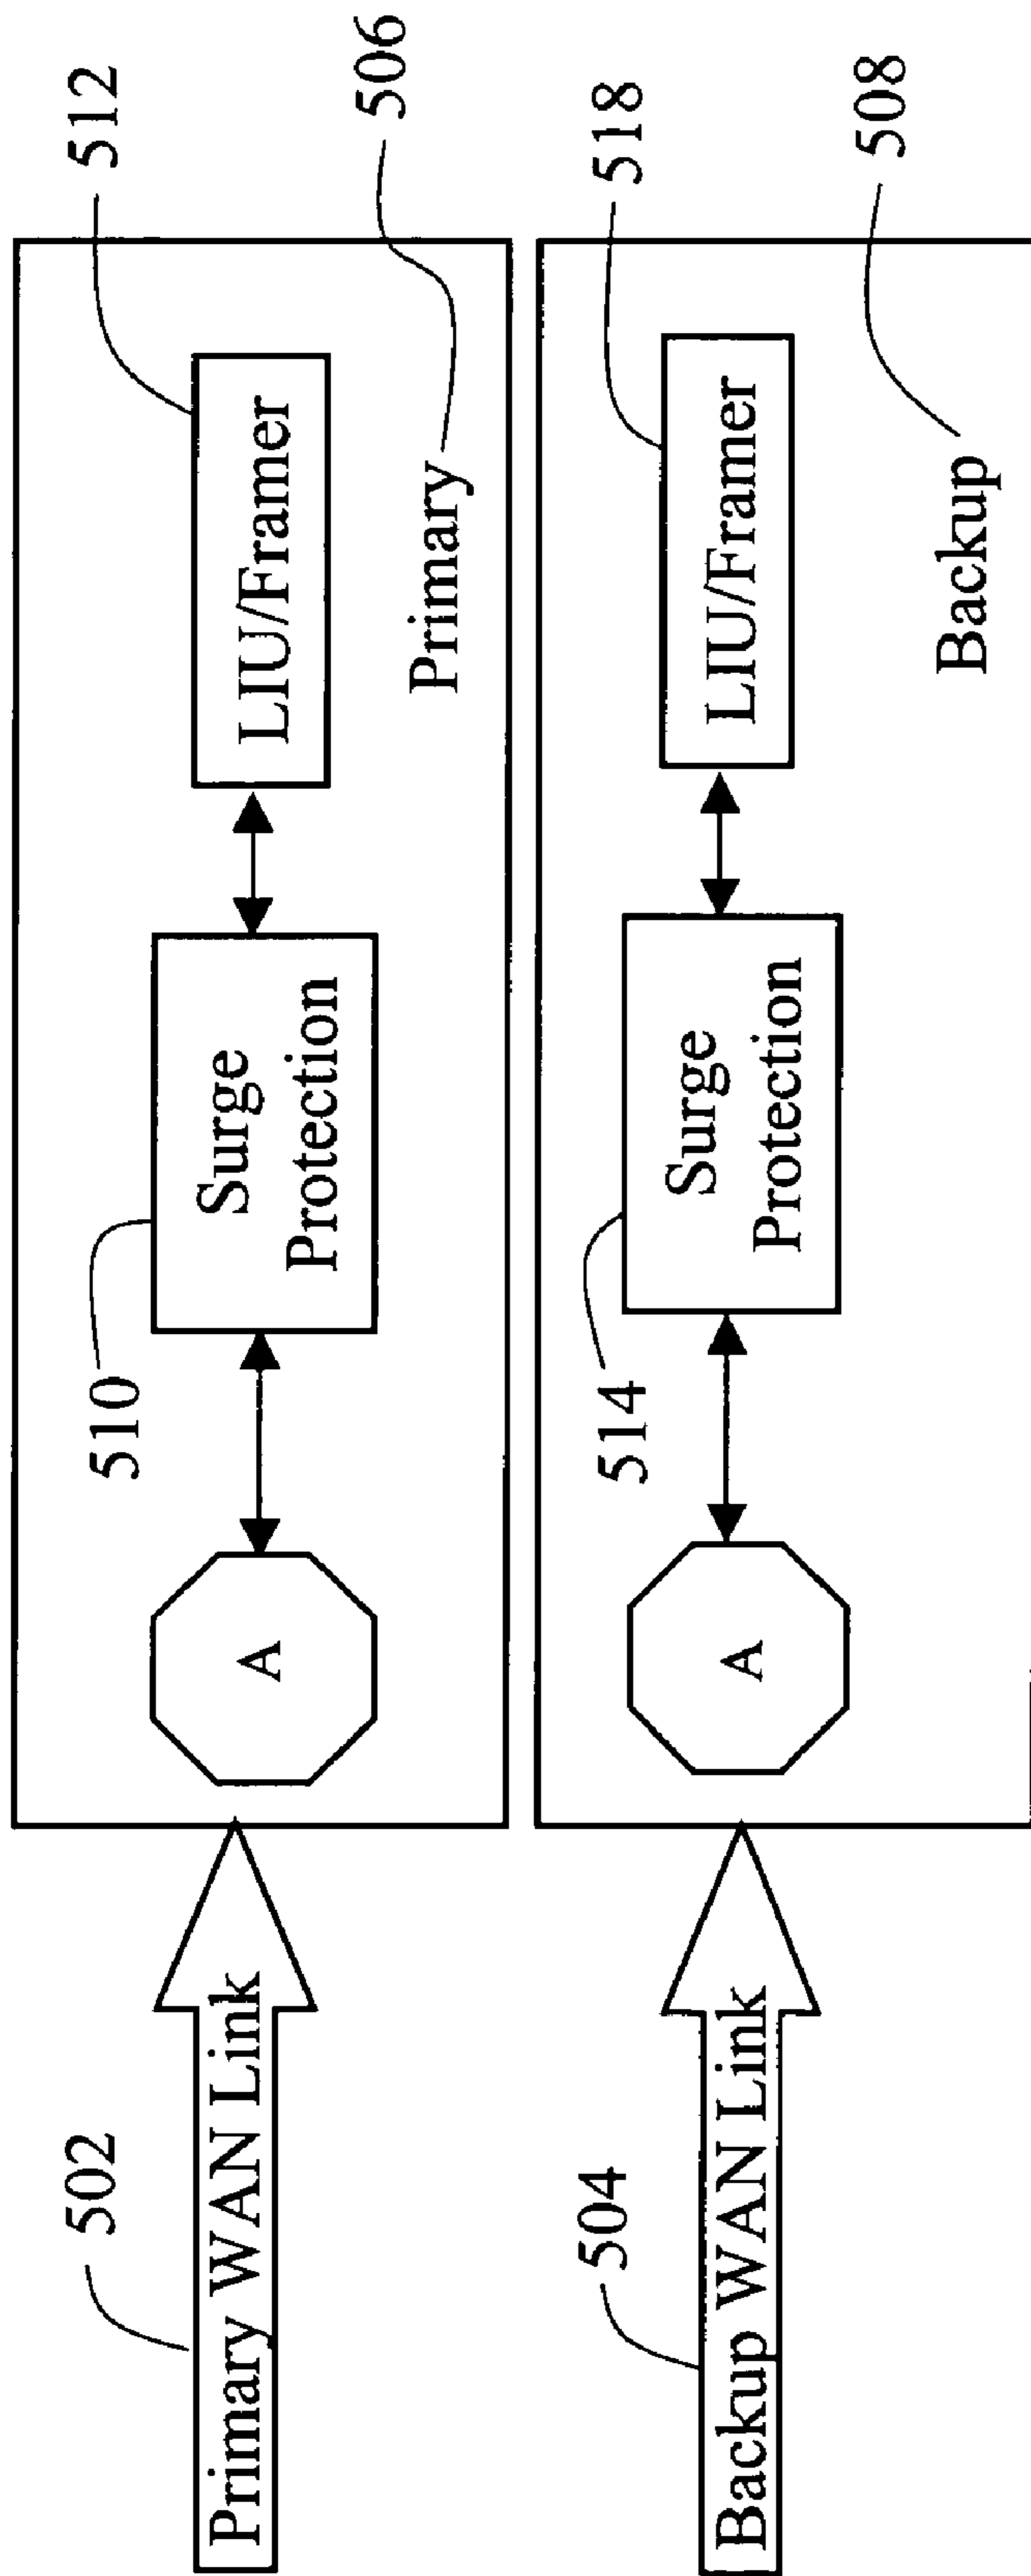 502
Primary WAN Link
A
510
Surge
Protection
LIU/Framer
512
Primary
506
504
Backup WAN Link
A
514
Surge
Protection
LIU/Framer
518
Backup
508